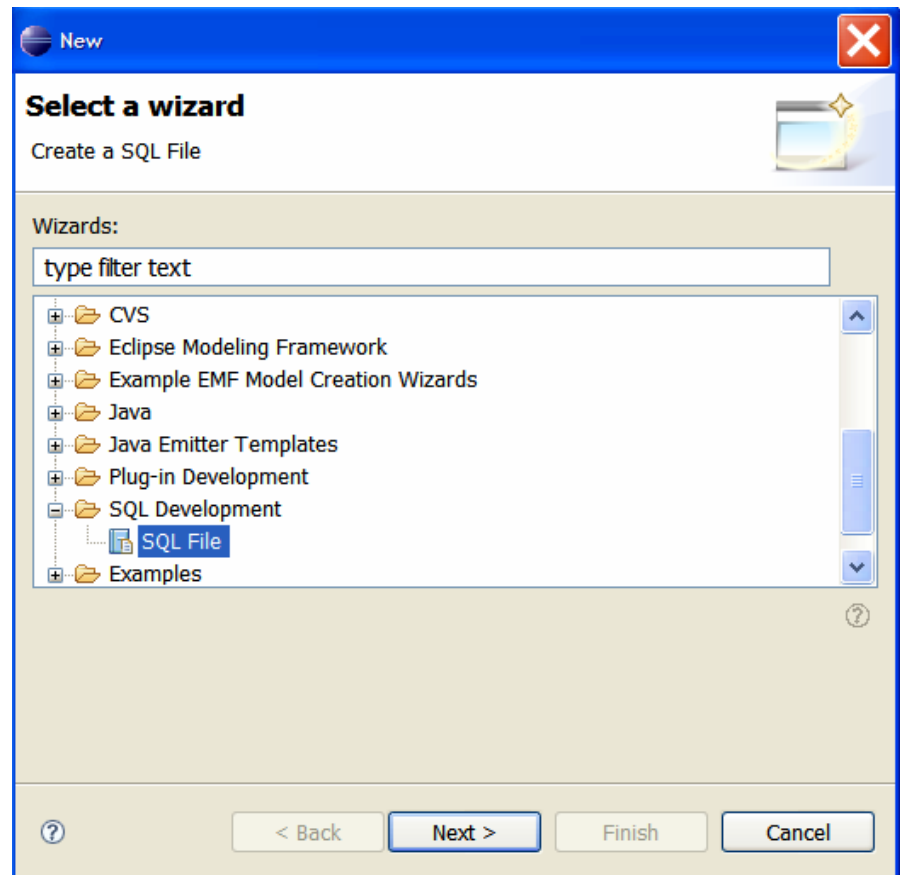 New
Select a wizard
Create a SQL File
Wizards:
type filter text
CVS
Eclipse Modeling Framework
Example EMF Model Creation Wizards
Java
Java Emitter Templates
Plug-in Development
SQL Development
SQL File
Examples
?
? < Back Next > Finish Cancel